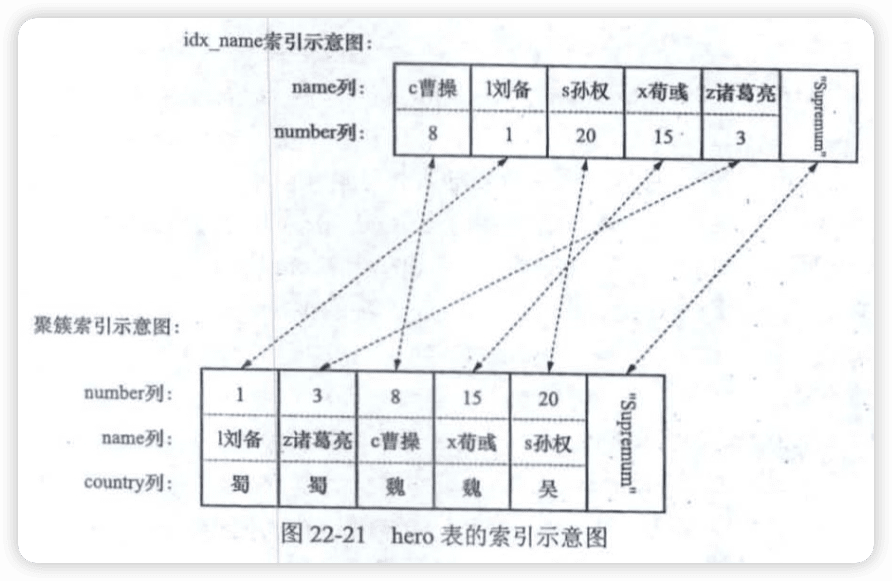 idx_name索引示意图：
name列： c曹操 l刘备 s孙权 x荀彧 z诸葛亮 "Supremum"
number列： 8 1 20 15 3
聚簇索引示意图：
number列： 1 3 8 15 20 "Supremum"
name列： l刘备 z诸葛亮 c曹操 x荀彧 s孙权
country列： 蜀 蜀 魏 魏 吴
图 22-21 hero 表的索引示意图